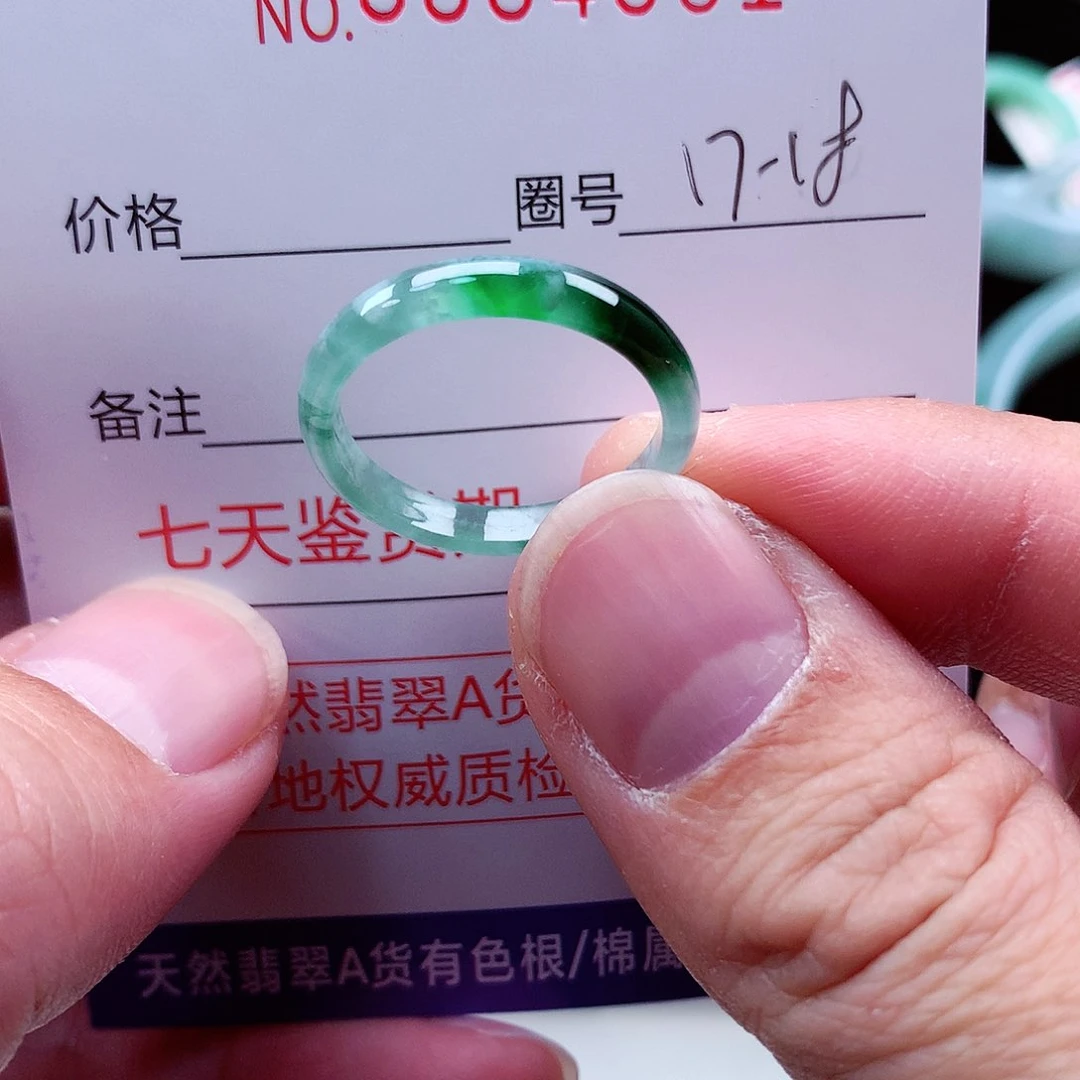 NO.
价格 圈号 17-18
备注
七天鉴
然翡翠A货
地权威质检
天然翡翠A货有色根/棉属